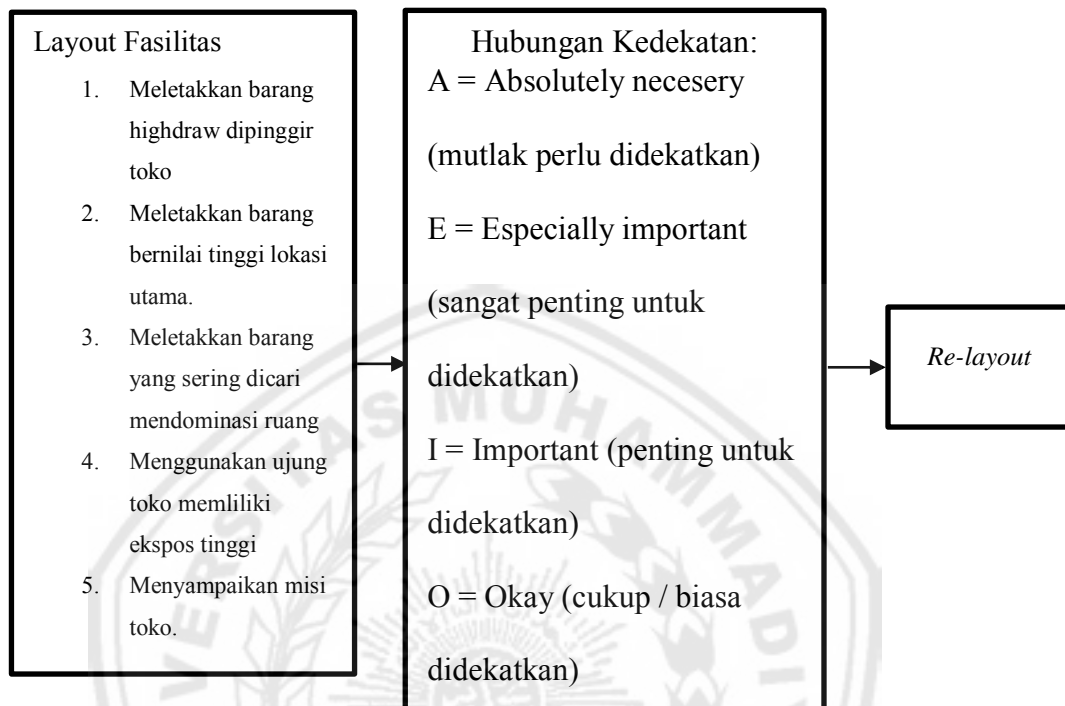 Layout Fasilitas
1. Meletakkan barang
highdraw dipinggir
toko
2. Meletakkan barang
bernilai tinggi lokasi
utama.
3. Meletakkan barang
yang sering dicari
mendominasi ruang
4. Menggunakan ujung
toko memliliki
ekspos tinggi
5. Menyampaikan misi
toko.
Hubungan Kedekatan:
A = Absolutely necesery
(mutlak perlu didekatkan)
E = Especially important
(sangat penting untuk
didekatkan)
I = Important (penting untuk
didekatkan)
O = Okay (cukup / biasa
didekatkan)
Re-layout
VERSITAS MUHAMMADIY